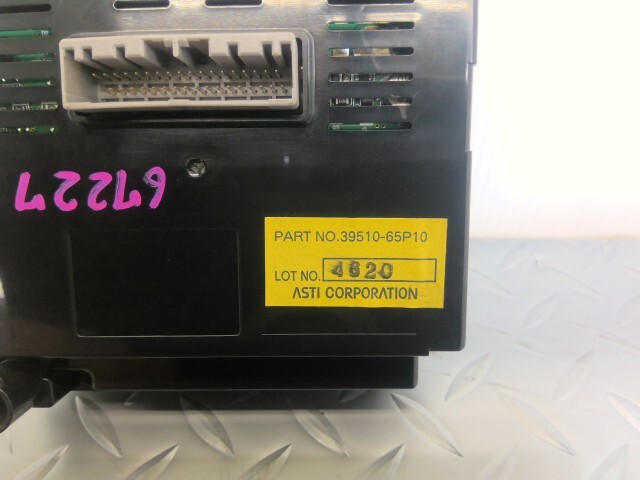 67227
PART NO.39510-65P10
LOT NO. 4620
ASTI CORPORATION